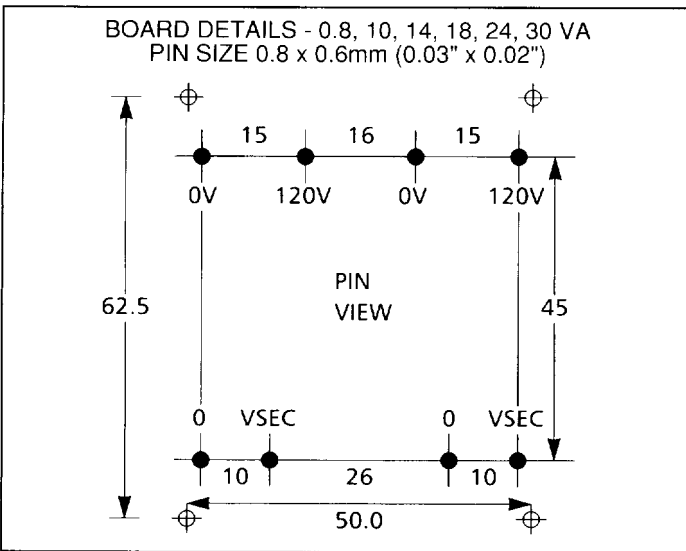 BOARD DETAILS - 0.8, 10, 14, 18, 24, 30 VA
PIN SIZE 0.8 x 0.6mm (0.03" x 0.02")
15 16 15
0V 120V 0V 120V
PIN
VIEW
62.5
45
0 VSEC 0 VSEC
10 26 10
50.0